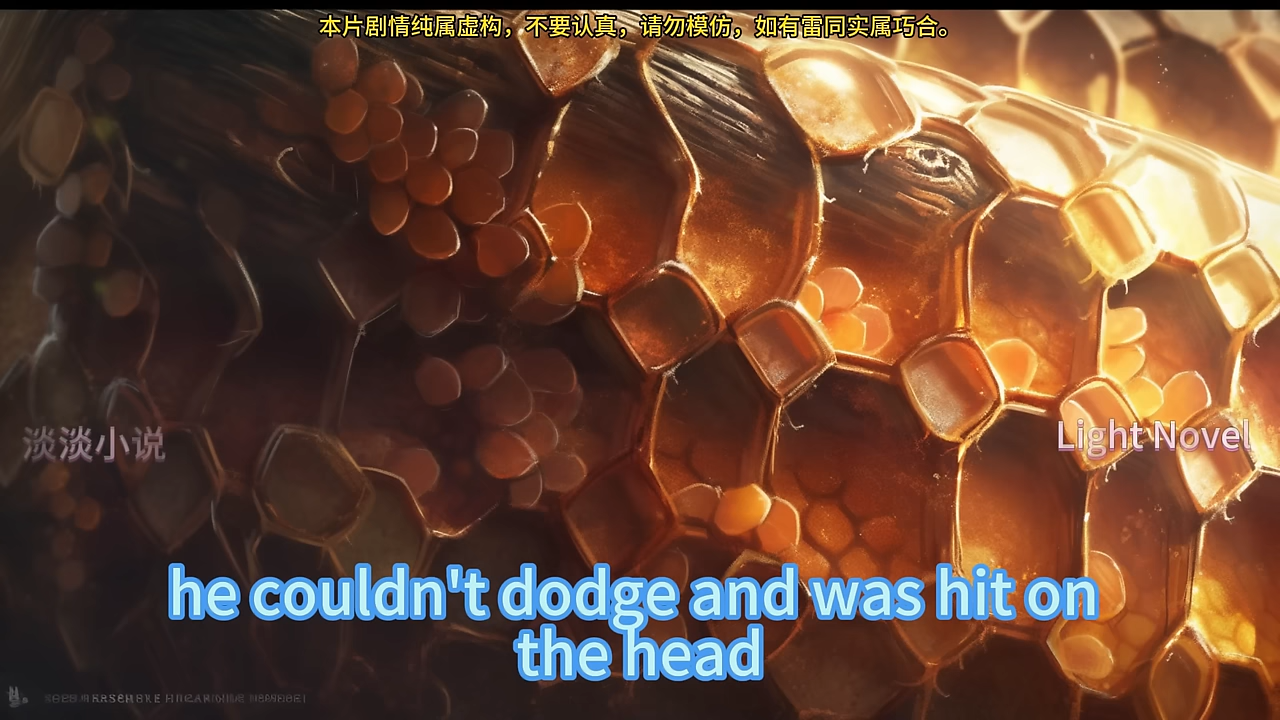 本片剧情纯属虚构，不要认真，请勿模仿，如有雷同实属巧合。
淡淡小说
Light Novel
he couldn't dodge and was hit on
the head